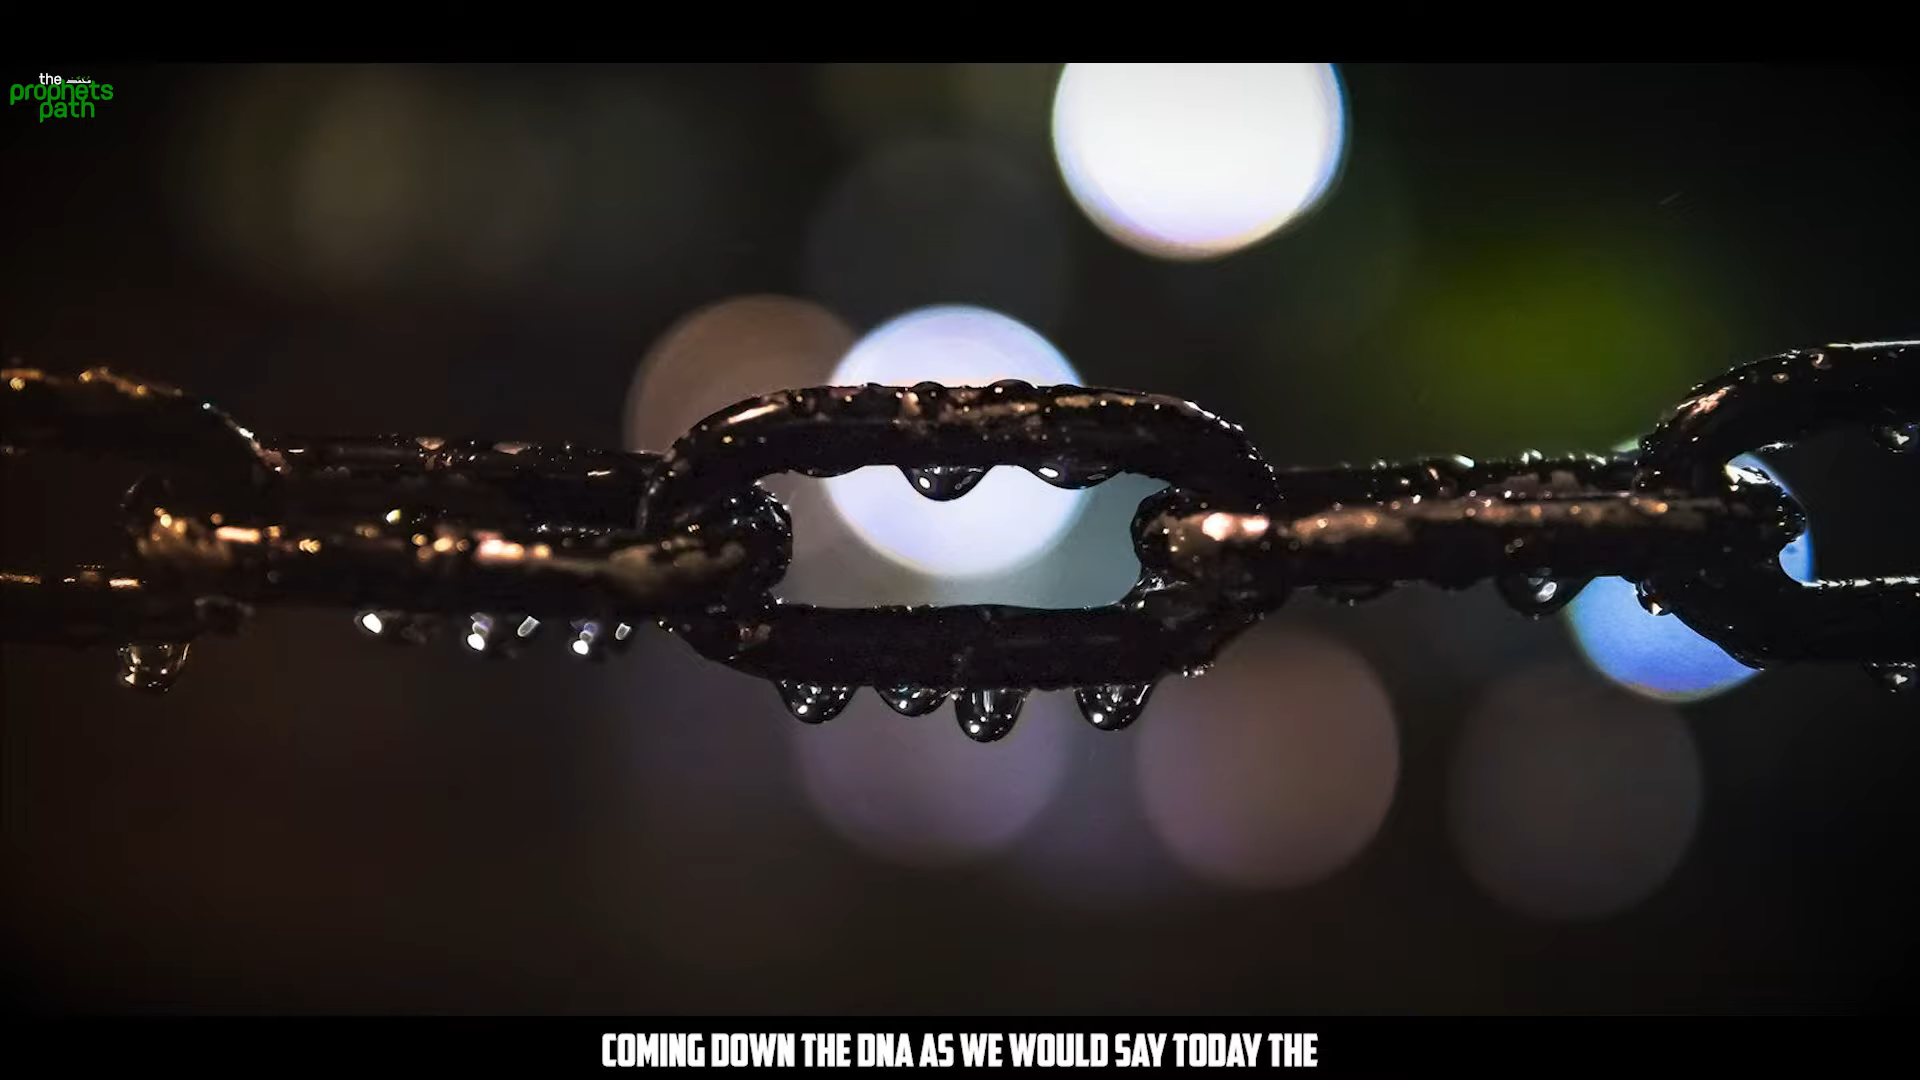 the
prophets
path
COMING DOWN THE DNA AS WE WOULD SAY TODAY THE